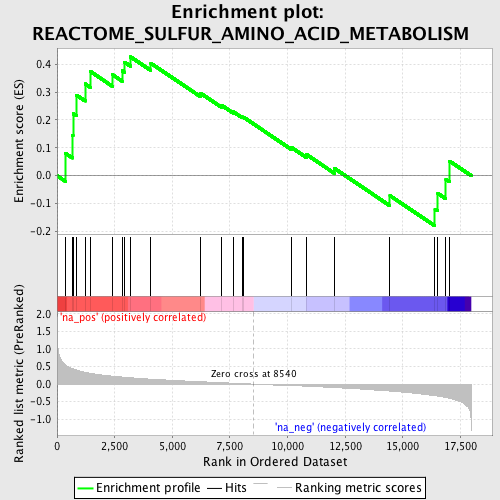 Enrichment plot:
REACTOME_SULFUR_AMINO_ACID_METABOLISM
Enrichment score (ES)
0.4
0.3
0.2
0.1
0.0
-0.1
-0.2
'na_pos' (positively correlated)
Ranked list metric (PreRanked)
2.0
1.5
1.0
0.5
0.0
-0.5
-1.0
Zero cross at 8540
'na_neg' (negatively correlated)
0 2,500 5,000 7,500 10,000 12,500 15,000 17,500
Rank in Ordered Dataset
Enrichment profile Hits Ranking metric scores